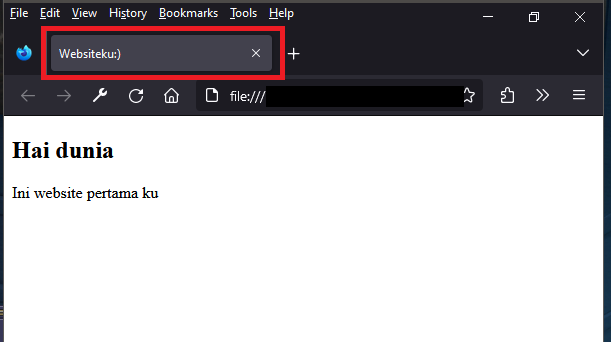 File Edit View History Bookmarks Tools Help
Websiteku:)
file:///
Hai dunia
Ini website pertama ku